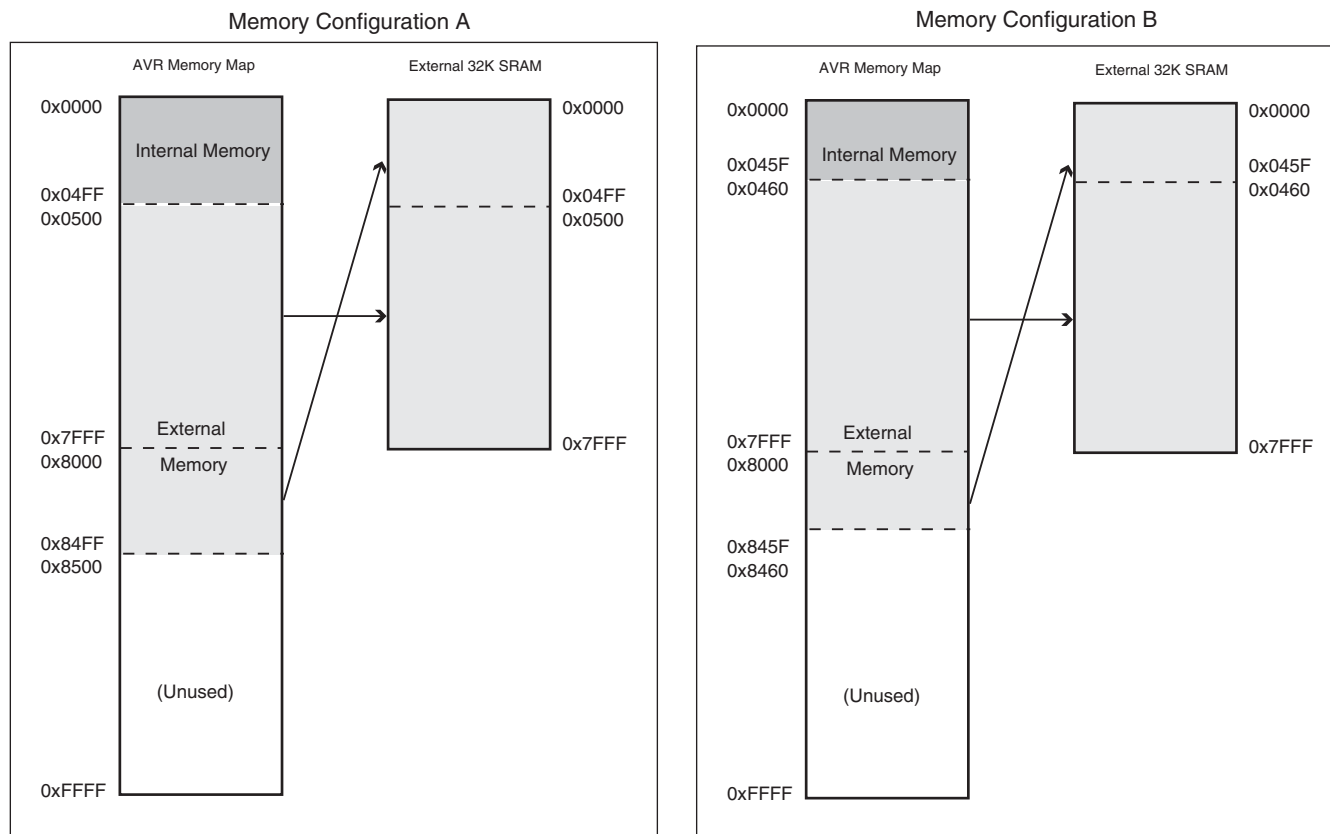 Memory Configuration A
AVR Memory Map
External 32K SRAM
0x0000
0x0000
Internal Memory
0x04FF
0x0500
0x04FF
0x0500
0x7FFF
0x8000
External
Memory
0x7FFF
0x84FF
0x8500
(Unused)
0xFFFF
Memory Configuration B
AVR Memory Map
External 32K SRAM
0x0000
0x0000
Internal Memory
0x045F
0x0460
0x045F
0x0460
0x7FFF
0x8000
External
Memory
0x7FFF
0x845F
0x8460
(Unused)
0xFFFF